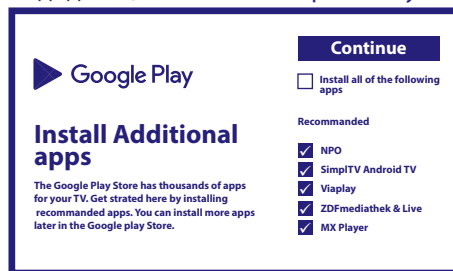 Google Play
Install Additional
apps
The Google Play Store has thousands of apps
for your TV. Get strated here by installing
recommanded apps. You can install more apps
later in the Google play Store.
Continue
Install all of the following
apps
Recommanded
NPO
SimplTV Android TV
Viaplay
ZDFmediathek & Live
MX Player